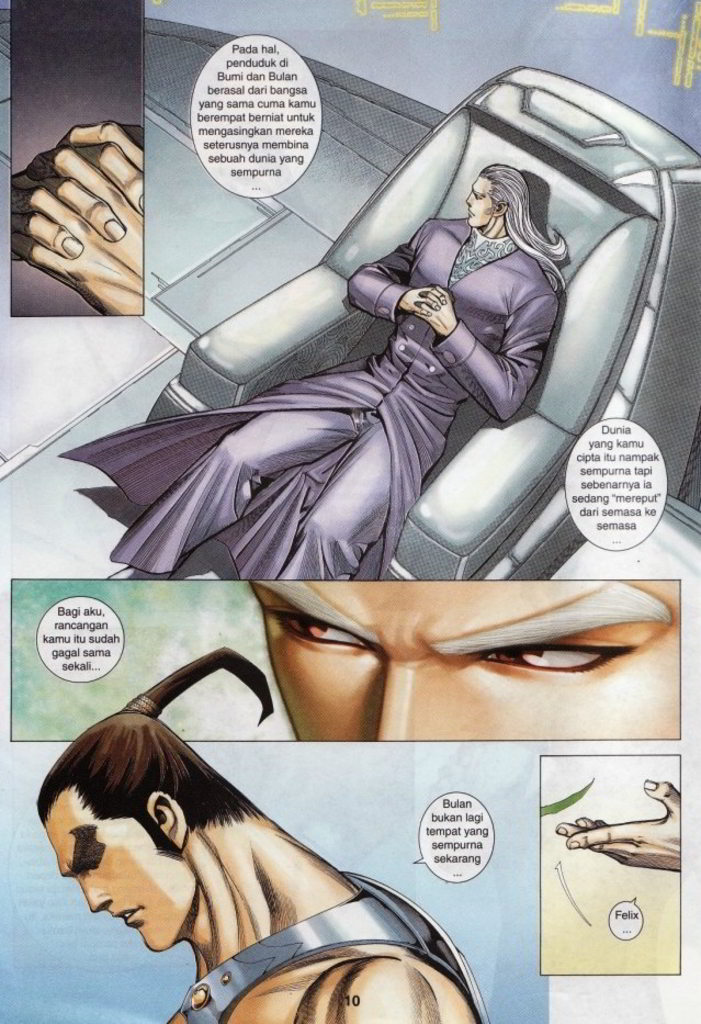 Pada hal,
penduduk di
Bumi dan Bulan
berasal dari bangsa
yang sama cuma kamu
berempat berniat untuk
mengasingkan mereka
seterusnya membina
sebuah dunia yang
sempurna
...
Dunia
yang kamu
cipta itu nampak
sempurna tapi
sebenarnya ia
sedang "mereput"
dari semasa ke
semasa
...
Bagi aku,
rancangan
kamu itu sudah
gagal sama
sekali...
Bulan
bukan lagi
tempat yang
sempurna
sekarang
...
Felix
...
10